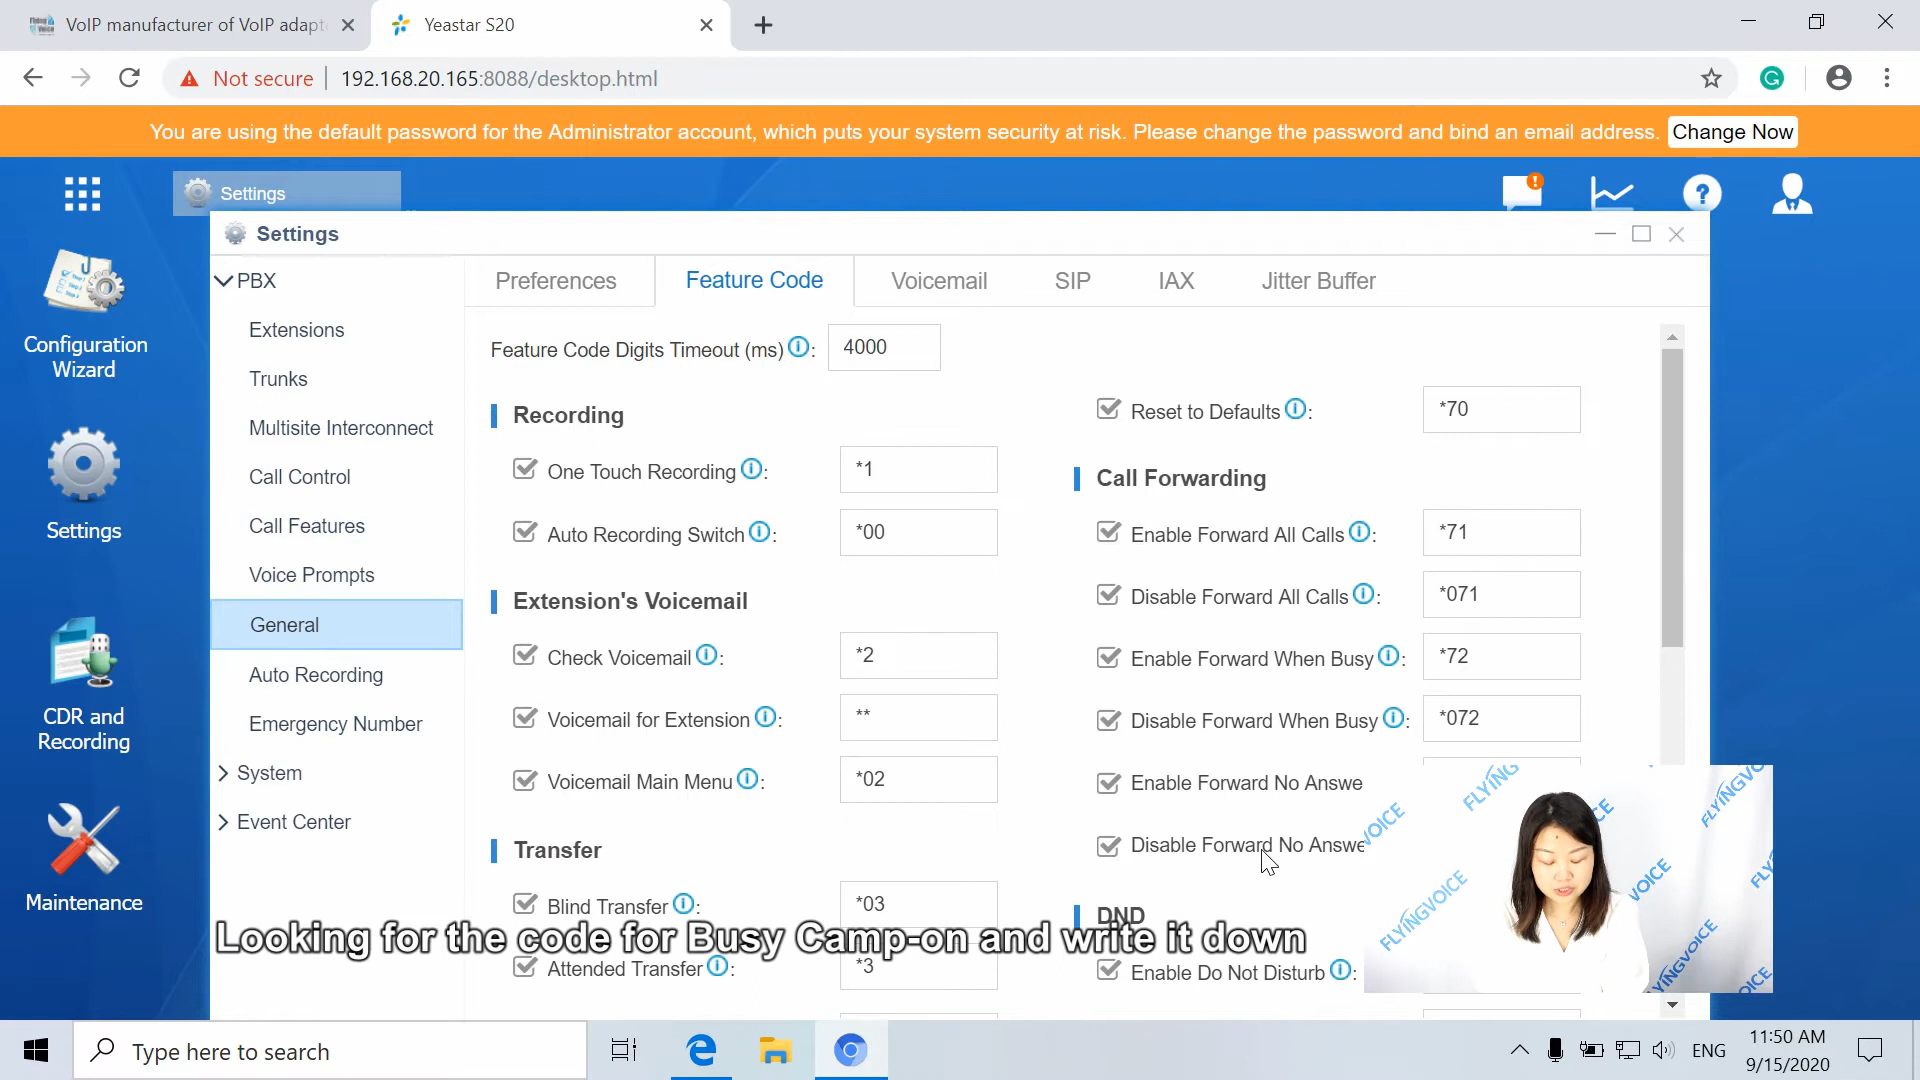 VoIP manufacturer of VoIP adapt
Yeastar S20
Not secure
192.168.20.165:8088/desktop.html
You are using the default password for the Administrator account, which puts your system security at risk. Please change the password and bind an email address.
Change Now
Settings
Settings
Configuration
Wizard
Settings
CDR and
Recording
Maintenance
PBX
Extensions
Trunks
Multisite Interconnect
Call Control
Call Features
Voice Prompts
General
Auto Recording
Emergency Number
System
Event Center
Preferences
Feature Code
Voicemail
SIP
IAX
Jitter Buffer
Feature Code Digits Timeout (ms) : 4000
Recording
One Touch Recording : *1
Auto Recording Switch : *00
Extension's Voicemail
Check Voicemail : *2
Voicemail for Extension : **
Voicemail Main Menu : *02
Transfer
Blind Transfer : *03
Attended Transfer : *3
Reset to Defaults : *70
Call Forwarding
Enable Forward All Calls : *71
Disable Forward All Calls : *071
Enable Forward When Busy : *72
Disable Forward When Busy : *072
Enable Forward No Answe
Disable Forward No Answe
DND
Enable Do Not Disturb :
Looking for the code for Busy Camp-on and write it down
FLYINGVOICE
FLYINGVOICE
VOICE
Type here to search
ENG
11:50 AM
9/15/2020